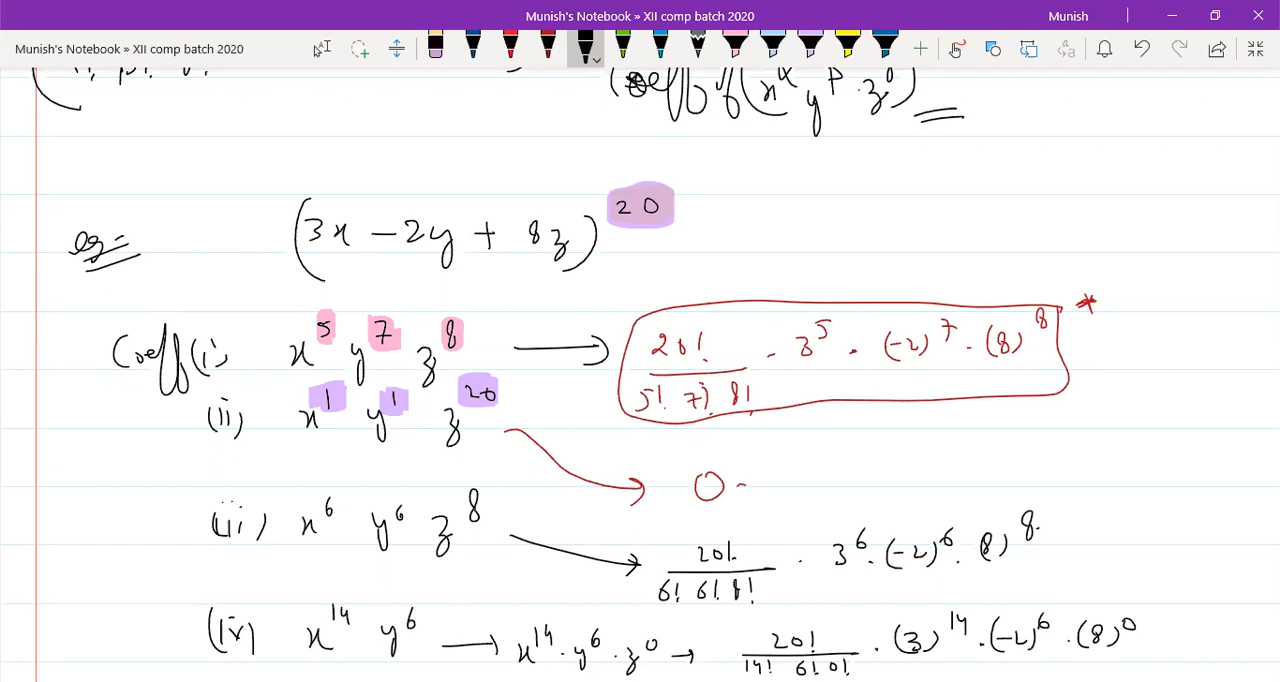 Munish's Notebook » XII comp batch 2020
Munish
Munish's Notebook » XII comp batch 2020
Coeff of (x^α y^β · z^γ)
eg = (3x − 2y + 8z)^20
Coeff (i) x^5 y^7 z^8 → 20! / 5! 7! 8! · 3^5 · (-2)^7 · (8)^8 *
(ii) x^1 y^1 z^20 → 0
(iii) x^6 y^6 z^8 → 20! / 6! 6! 8! · 3^6 · (-2)^6 · (8)^8
(iv) x^14 y^6 → x^14 · y^6 · z^0 → 20! / 14! 6! 0! · (3)^14 · (-2)^6 · (8)^0